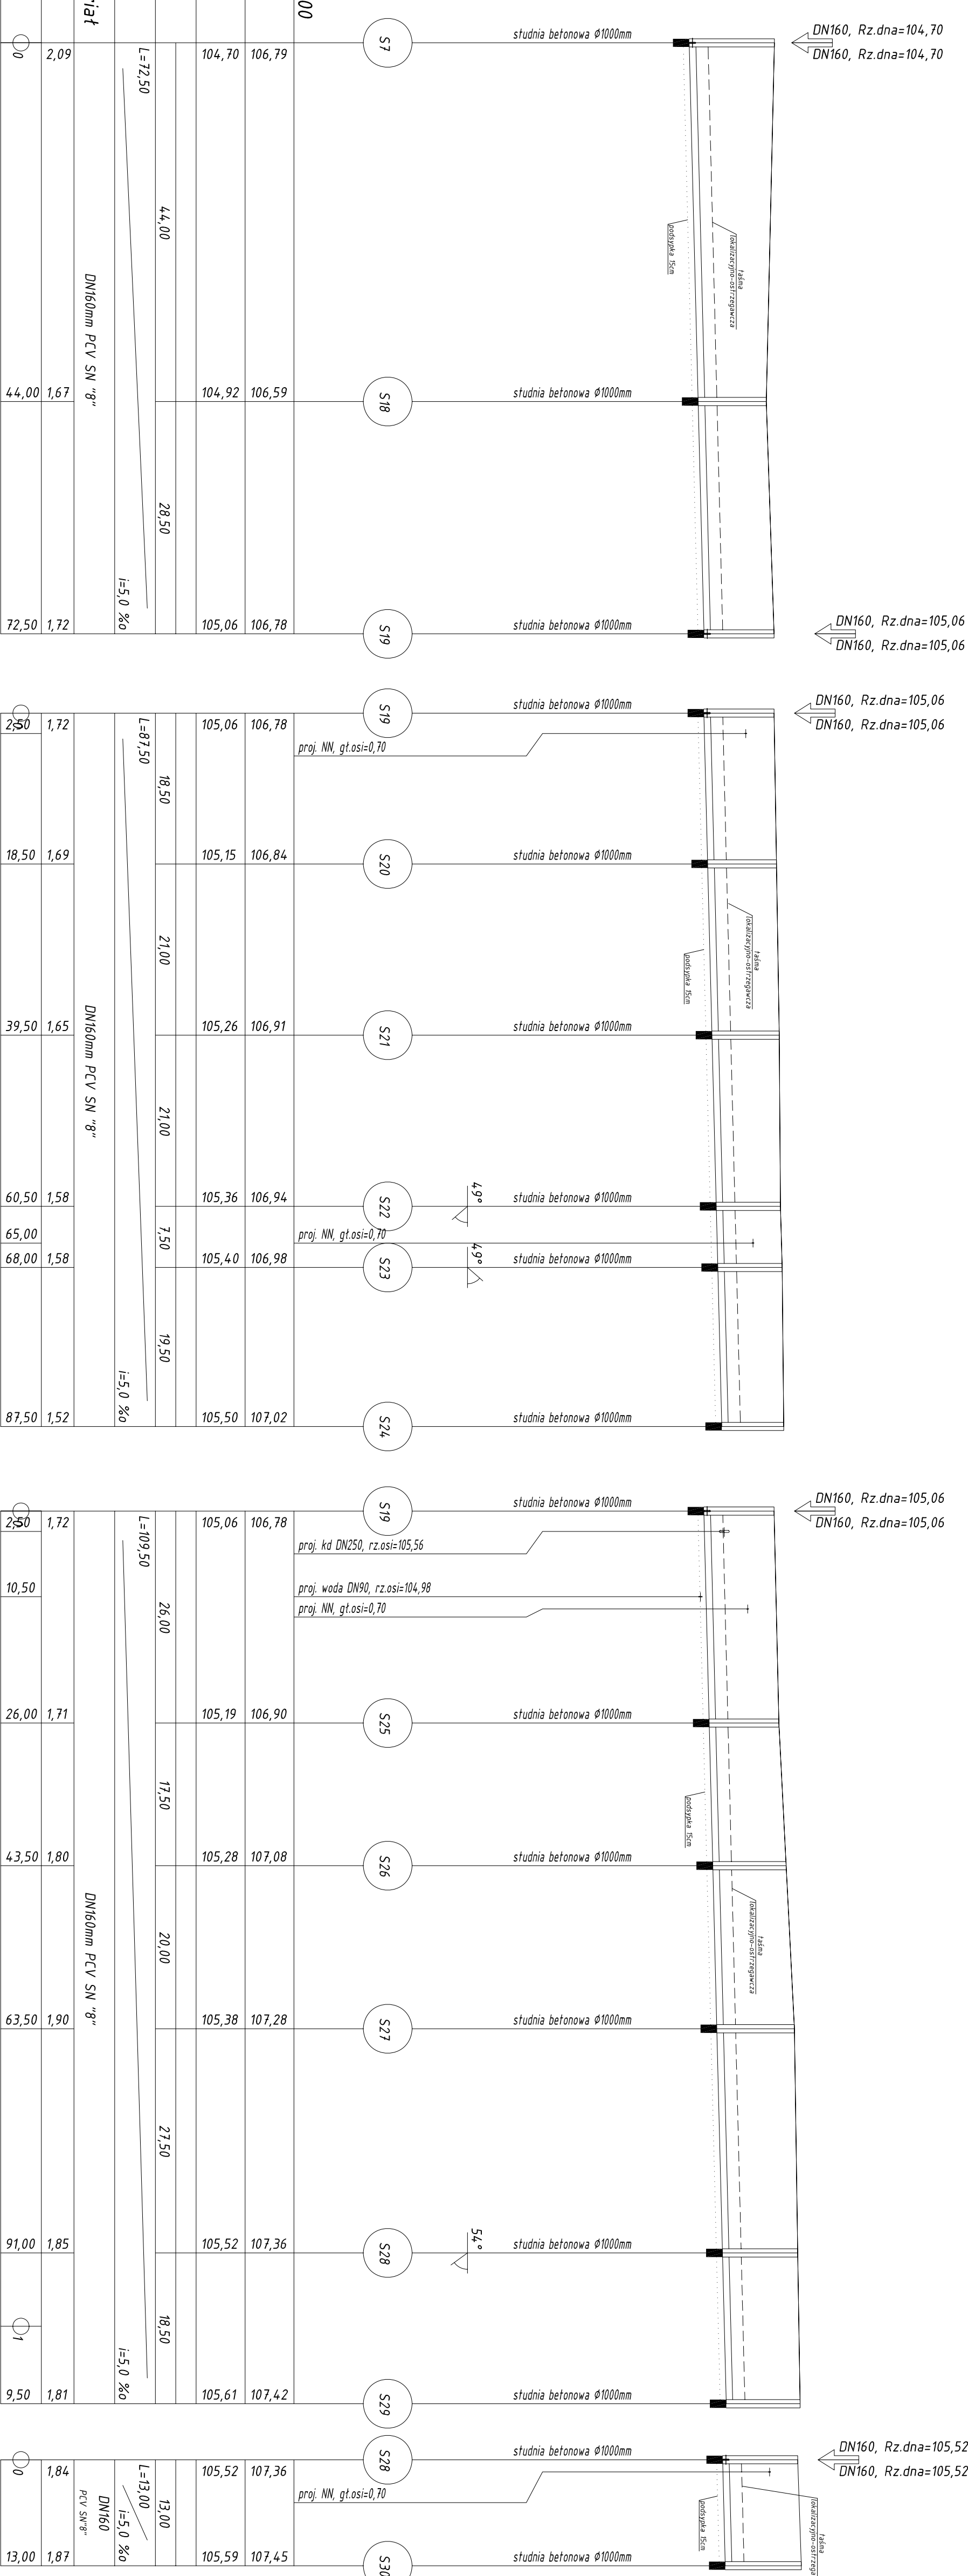 DN160, Rz.dna=104,70
DN160, Rz.dna=104,70
studnia betonowa Ø1000mm
S7
00
106,79
104,70
L=72,50
riał
2,09
0
taśma
lokalizacyjno-ostrzegawcza
podsypka 15cm
44,00
DN160mm PCV SN "8"
studnia betonowa Ø1000mm
S18
106,59
104,92
1,67
44,00
28,50
i=5,0 ‰
DN160, Rz.dna=105,06
DN160, Rz.dna=105,06
studnia betonowa Ø1000mm
S19
106,78
105,06
1,72
72,50
DN160, Rz.dna=105,06
DN160, Rz.dna=105,06
studnia betonowa Ø1000mm
S19
106,78
105,06
L=87,50
1,72
0
2,50
proj. NN, gł.osi=0,70
18,50
studnia betonowa Ø1000mm
S20
106,84
105,15
1,69
18,50
taśma
lokalizacyjno-ostrzegawcza
podsypka 15cm
21,00
studnia betonowa Ø1000mm
S21
106,91
105,26
1,65
39,50
DN160mm PCV SN "8"
21,00
49°
studnia betonowa Ø1000mm
S22
106,94
105,36
1,58
60,50
proj. NN, gł.osi=0,70
7,50
65,00
49°
studnia betonowa Ø1000mm
S23
106,98
105,40
1,58
68,00
19,50
i=5,0 ‰
studnia betonowa Ø1000mm
S24
107,02
105,50
1,52
87,50
DN160, Rz.dna=105,06
DN160, Rz.dna=105,06
studnia betonowa Ø1000mm
S19
106,78
105,06
L=109,50
1,72
0
2,50
proj. kd DN250, rz.osi=105,56
proj. woda DN90, rz.osi=104,98
10,50
proj. NN, gł.osi=0,70
26,00
studnia betonowa Ø1000mm
S25
106,90
105,19
1,71
26,00
podsypka 15cm
17,50
studnia betonowa Ø1000mm
S26
107,08
105,28
1,80
43,50
taśma
lokalizacyjno-ostrzegawcza
20,00
DN160mm PCV SN "8"
studnia betonowa Ø1000mm
S27
107,28
105,38
1,90
63,50
27,50
54°
studnia betonowa Ø1000mm
S28
107,36
105,52
1,85
91,00
18,50
1
i=5,0 ‰
studnia betonowa Ø1000mm
S29
107,42
105,61
1,81
9,50
DN160, Rz.dna=105,52
DN160, Rz.dna=105,52
studnia betonowa Ø1000mm
S28
107,36
105,52
L=13,00
1,84
0
proj. NN, gł.osi=0,70
taśma
lokalizacyjno-ostrzega
podsypka 15cm
13,00
i=5,0 ‰
DN160
PCV SN"8"
studnia betonowa Ø1000mm
S30
107,45
105,59
1,87
13,00